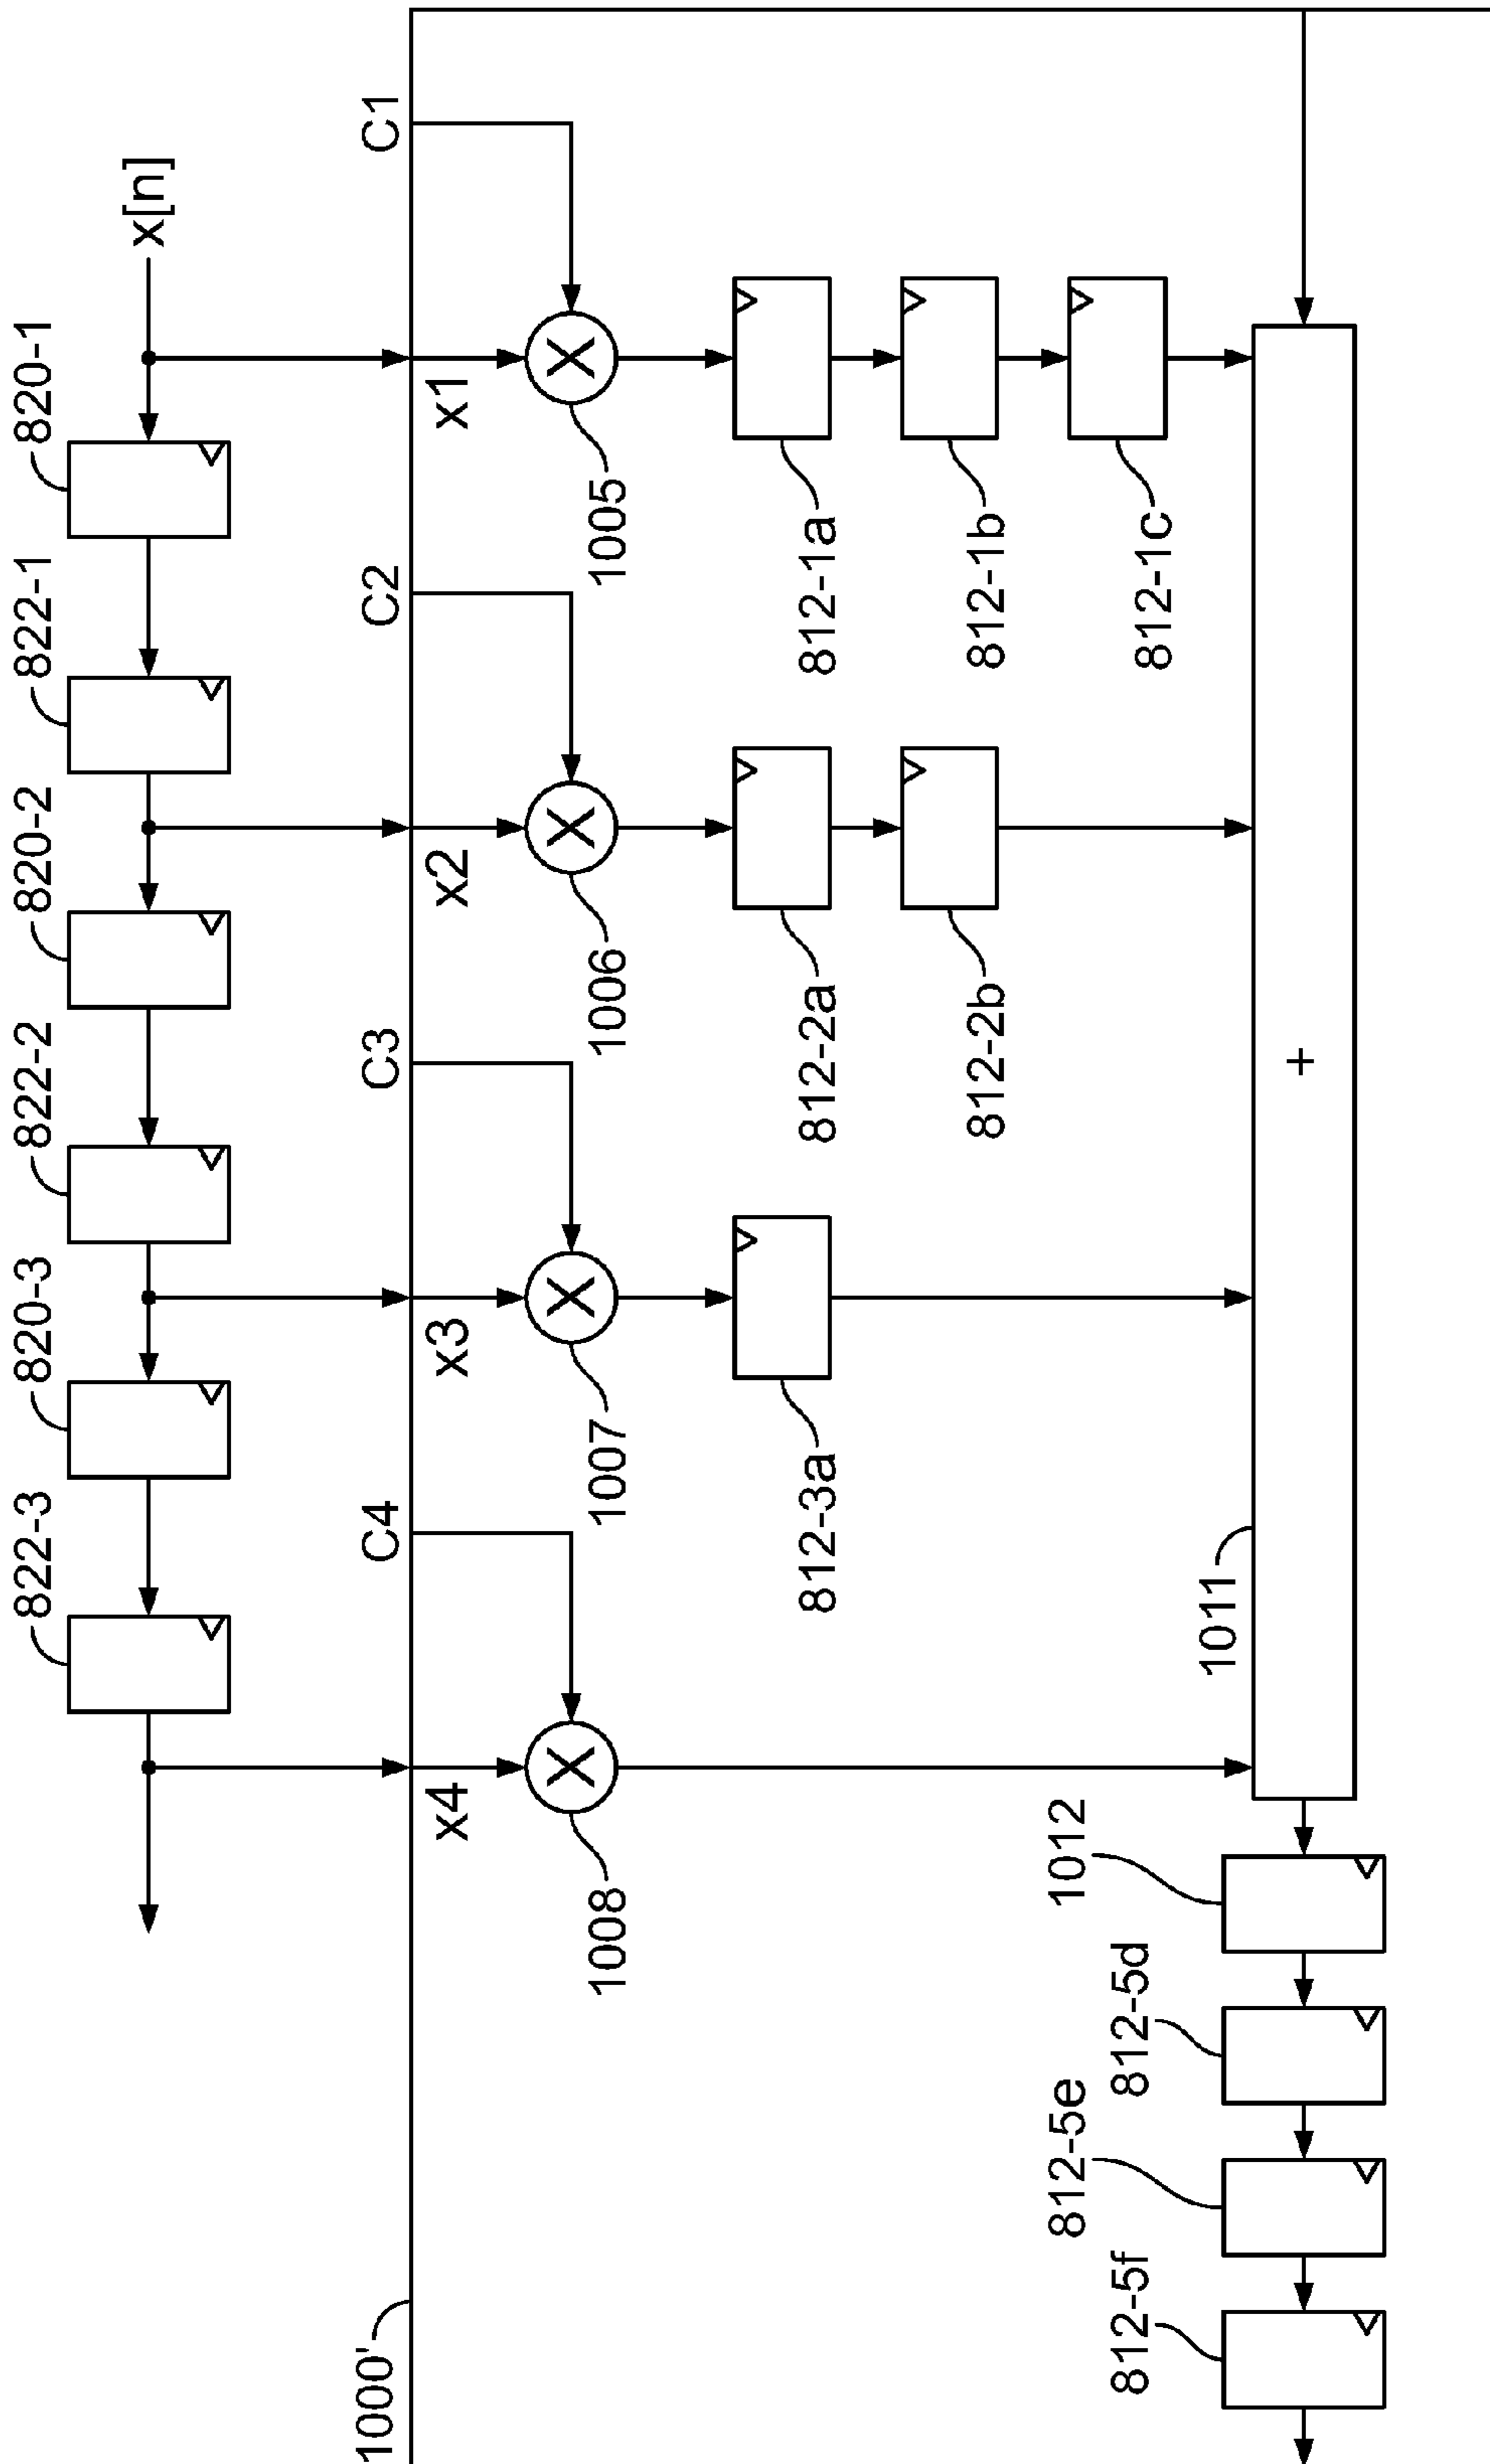 x[n]
820-1
822-1
820-2
822-2
820-3
822-3
C1
C2
C3
C4
1000'
x1
x2
x3
x4
1005
1006
1007
1008
812-1a
812-2a
812-3a
812-1b
812-2b
812-1c
+
1011
1012
812-5d
812-5e
812-5f